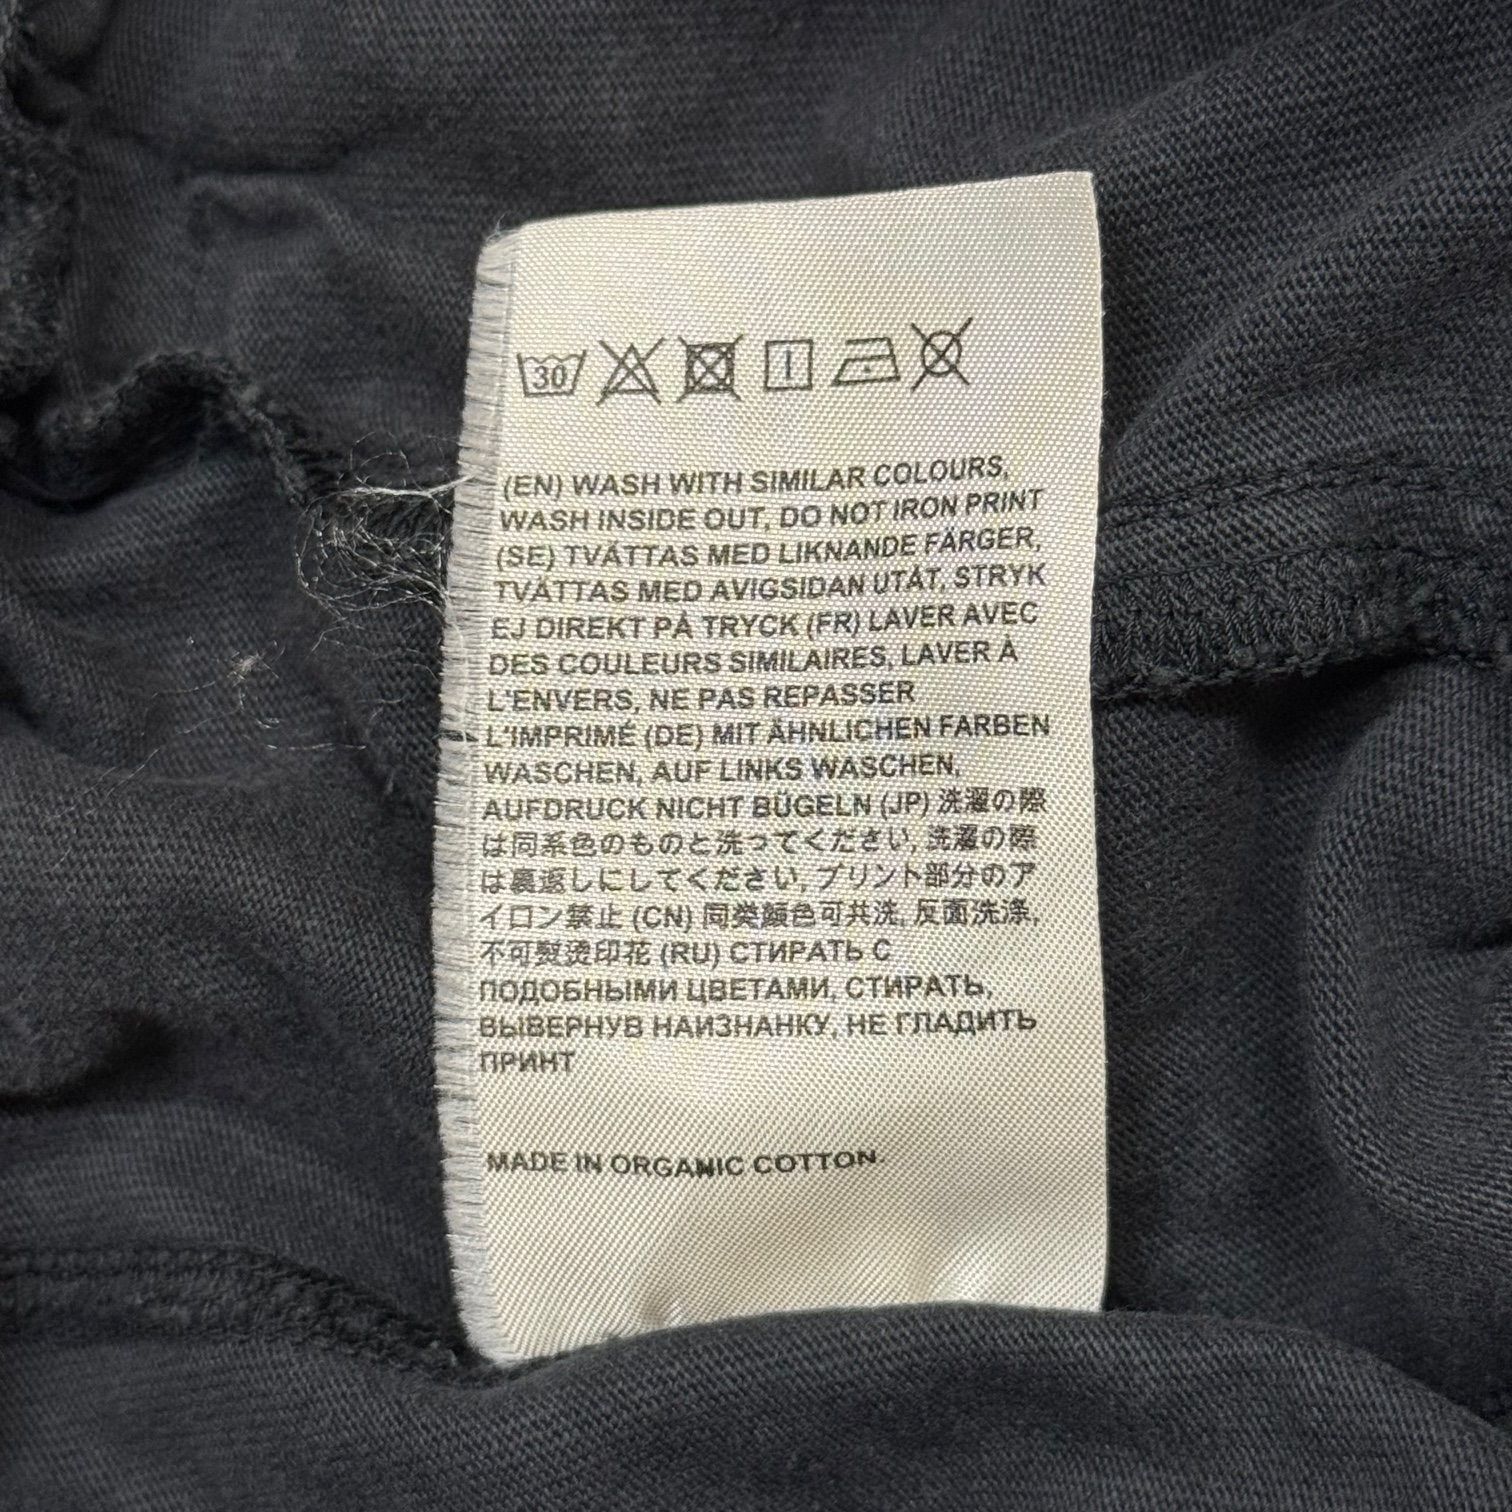 30
(EN) WASH WITH SIMILAR COLOURS,
WASH INSIDE OUT, DO NOT IRON PRINT
(SE) TVÄTTAS MED LIKNANDE FÄRGER,
TVÄTTAS MED AVIGSIDAN UTÅT, STRYK
EJ DIREKT PÅ TRYCK (FR) LAVER AVEC
DES COULEURS SIMILAIRES, LAVER À
L'ENVERS, NE PAS REPASSER
L'IMPRIMÉ (DE) MIT ÄHNLICHEN FARBEN
WASCHEN, AUF LINKS WASCHEN,
AUFDRUCK NICHT BÜGELN (JP) 洗濯の際
は同系色のものと洗ってください, 洗濯の際
は裏返しにしてください, プリント部分のア
イロン禁止 (CN) 同类颜色可共洗, 反面洗涤,
不可熨烫印花 (RU) СТИРАТЬ С
ПОДОБНЫМИ ЦВЕТАМИ, СТИРАТЬ,
ВЫВЕРНУВ НАИЗНАНКУ, НЕ ГЛАДИТЬ
ПРИНТ
MADE IN ORGANIC COTTON.